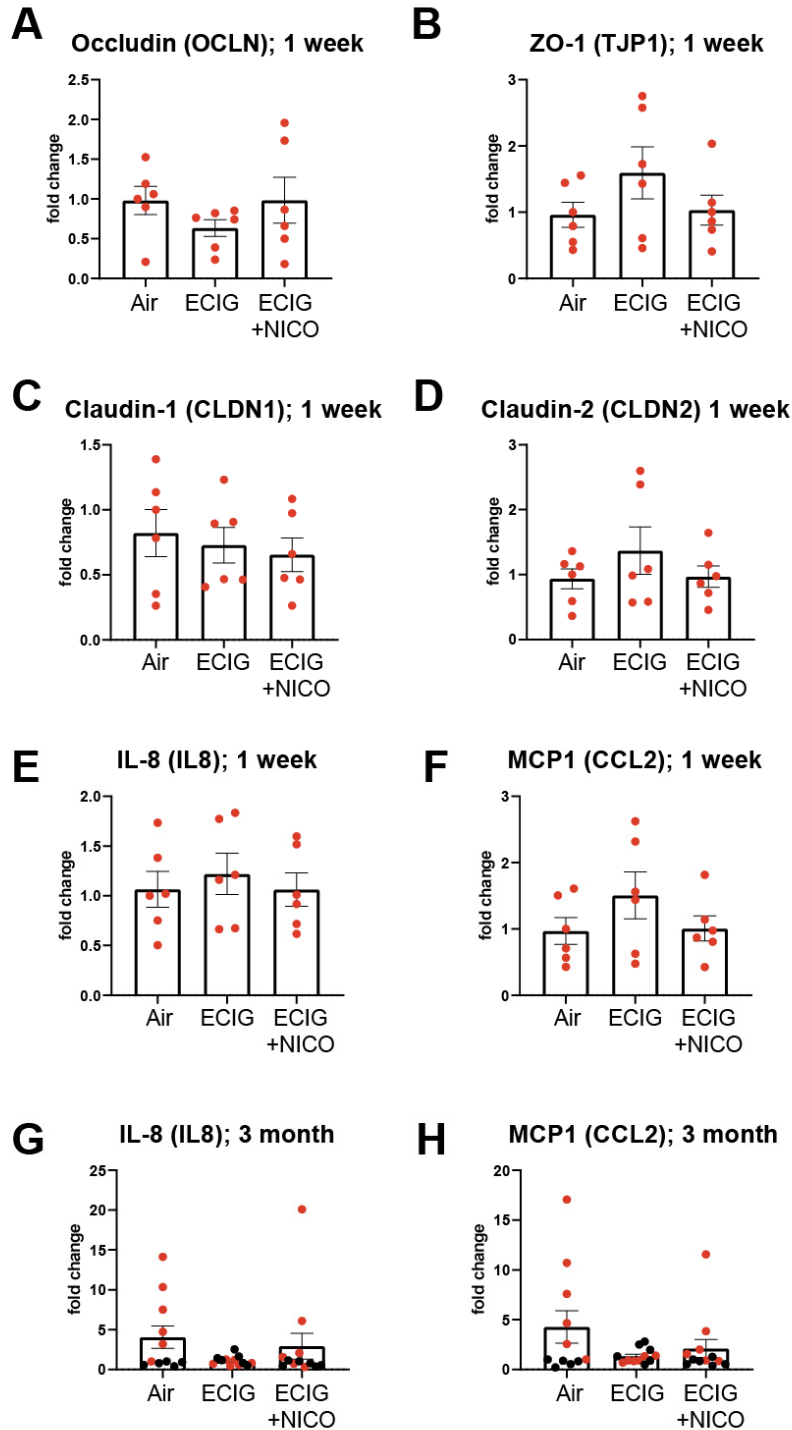 A
Occludin (OCLN); 1 week
2.5
2.0
1.5
1.0
0.5
0.0
fold change
Air
ECIG
ECIG
+NICO
B
ZO-1 (TJP1); 1 week
3
2
1
0
fold change
Air
ECIG
ECIG
+NICO
C
Claudin-1 (CLDN1); 1 week
1.5
1.0
0.5
0.0
fold change
Air
ECIG
ECIG
+NICO
D
Claudin-2 (CLDN2) 1 week
3
2
1
0
fold change
Air
ECIG
ECIG
+NICO
E
IL-8 (IL8); 1 week
2.0
1.5
1.0
0.5
0.0
fold change
Air
ECIG
ECIG
+NICO
F
MCP1 (CCL2); 1 week
3
2
1
0
fold change
Air
ECIG
ECIG
+NICO
G
IL-8 (IL8); 3 month
25
20
15
10
5
0
fold change
Air
ECIG
ECIG
+NICO
H
MCP1 (CCL2); 3 month
20
15
10
5
0
fold change
Air
ECIG
ECIG
+NICO